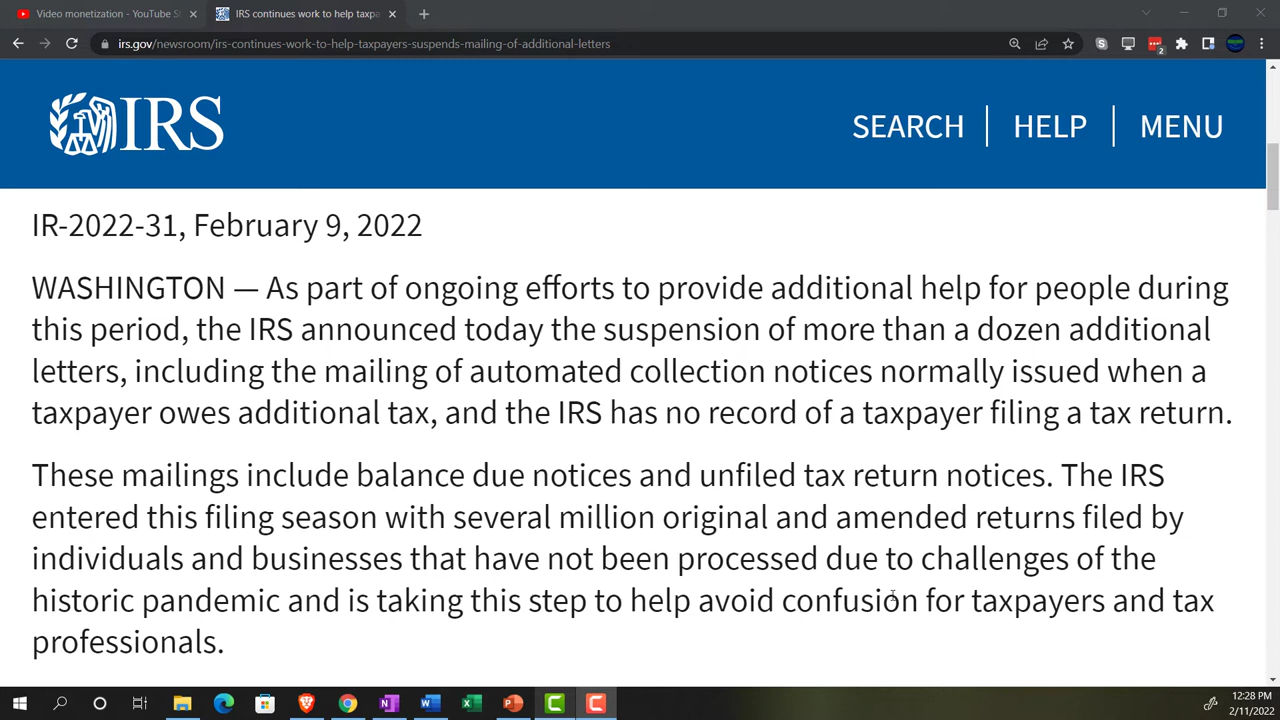 Video monetization - YouTube S
IRS continues work to help taxpa
irs.gov/newsroom/irs-continues-work-to-help-taxpayers-suspends-mailing-of-additional-letters
2
IRS
SEARCH | HELP | MENU
IR-2022-31, February 9, 2022
WASHINGTON — As part of ongoing efforts to provide additional help for people during
this period, the IRS announced today the suspension of more than a dozen additional
letters, including the mailing of automated collection notices normally issued when a
taxpayer owes additional tax, and the IRS has no record of a taxpayer filing a tax return.
These mailings include balance due notices and unfiled tax return notices. The IRS
entered this filing season with several million original and amended returns filed by
individuals and businesses that have not been processed due to challenges of the
historic pandemic and is taking this step to help avoid confusion for taxpayers and tax
professionals.
12:28 PM
2/11/2022